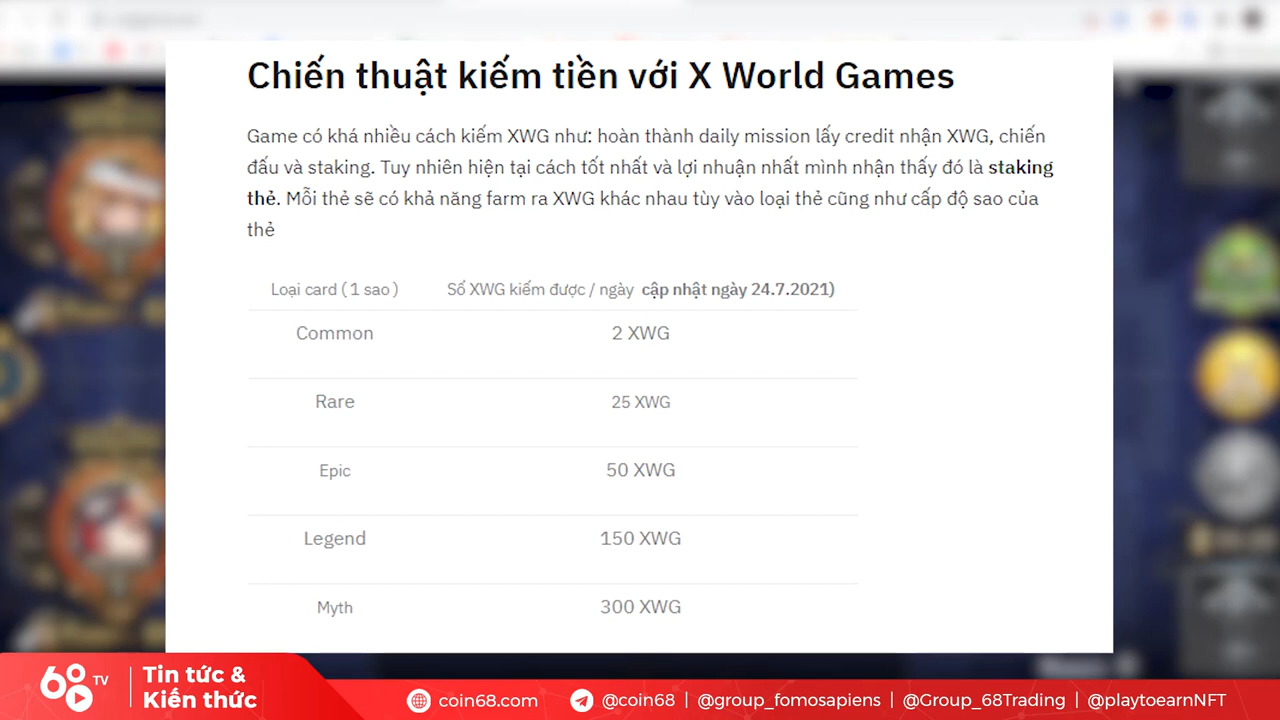 Chiến thuật kiếm tiền với X World Games
Game có khá nhiều cách kiếm XWG như: hoàn thành daily mission lấy credit nhận XWG, chiến
đấu và staking. Tuy nhiên hiện tại cách tốt nhất và lợi nhuận nhất mình nhận thấy đó là staking
thẻ. Mỗi thẻ sẽ có khả năng farm ra XWG khác nhau tùy vào loại thẻ cũng như cấp độ sao của
thẻ
Loại card ( 1 sao ) Số XWG kiếm được / ngày cập nhật ngày 24.7.2021)
Common 2 XWG
Rare 25 XWG
Epic 50 XWG
Legend 150 XWG
Myth 300 XWG
68 TV Tin tức &
Kiến thức
coin68.com @coin68 | @group_fomosapiens | @Group_68Trading | @playtoearnNFT